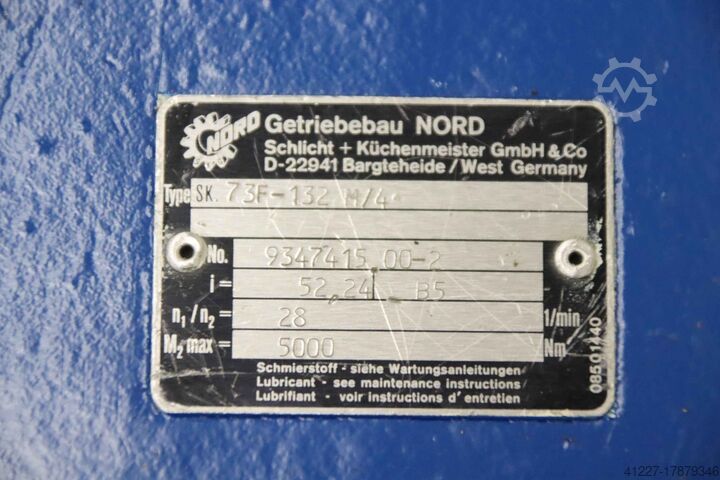 NORD
Getriebebau NORD
Schlicht + Küchenmeister GmbH & Co
D-22941 Bargteheide / West Germany
Type SK. 73F-132 M/4
No. 9347415.00-2
i= 52,24 B5
n₁ / n₂ = 28 1/min
M₂ max = 5000 Nm
Schmierstoff - siehe Wartungsanleitungen
Lubricant - see maintenance instructions
Lubrifiant - voir instructions d'entretien
08501440
41227-17879346